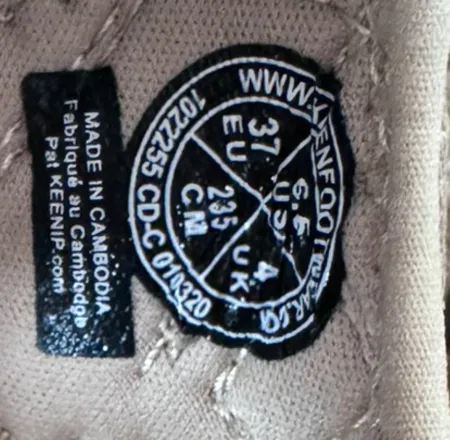 MADE IN CAMBODIA
Fabriqué au Cambodge
Pat KEENIP.com
WWW.KEENFOOTWEAR.COM
1022255 CD-C 010320
37
EU
6.5
US
235
CM
4
UK